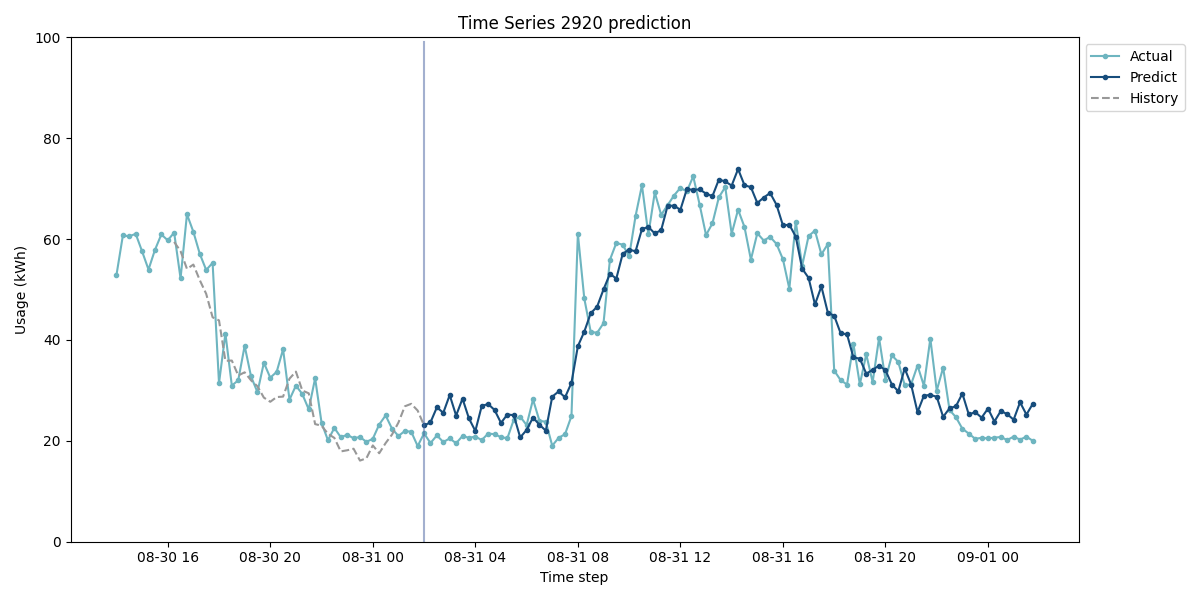 Time Series 2920 prediction
100
80
60
40
20
0
Usage (kWh)
08-30 16
08-30 20
08-31 00
08-31 04
08-31 08
08-31 12
08-31 16
08-31 20
09-01 00
Time step
Actual
Predict
History